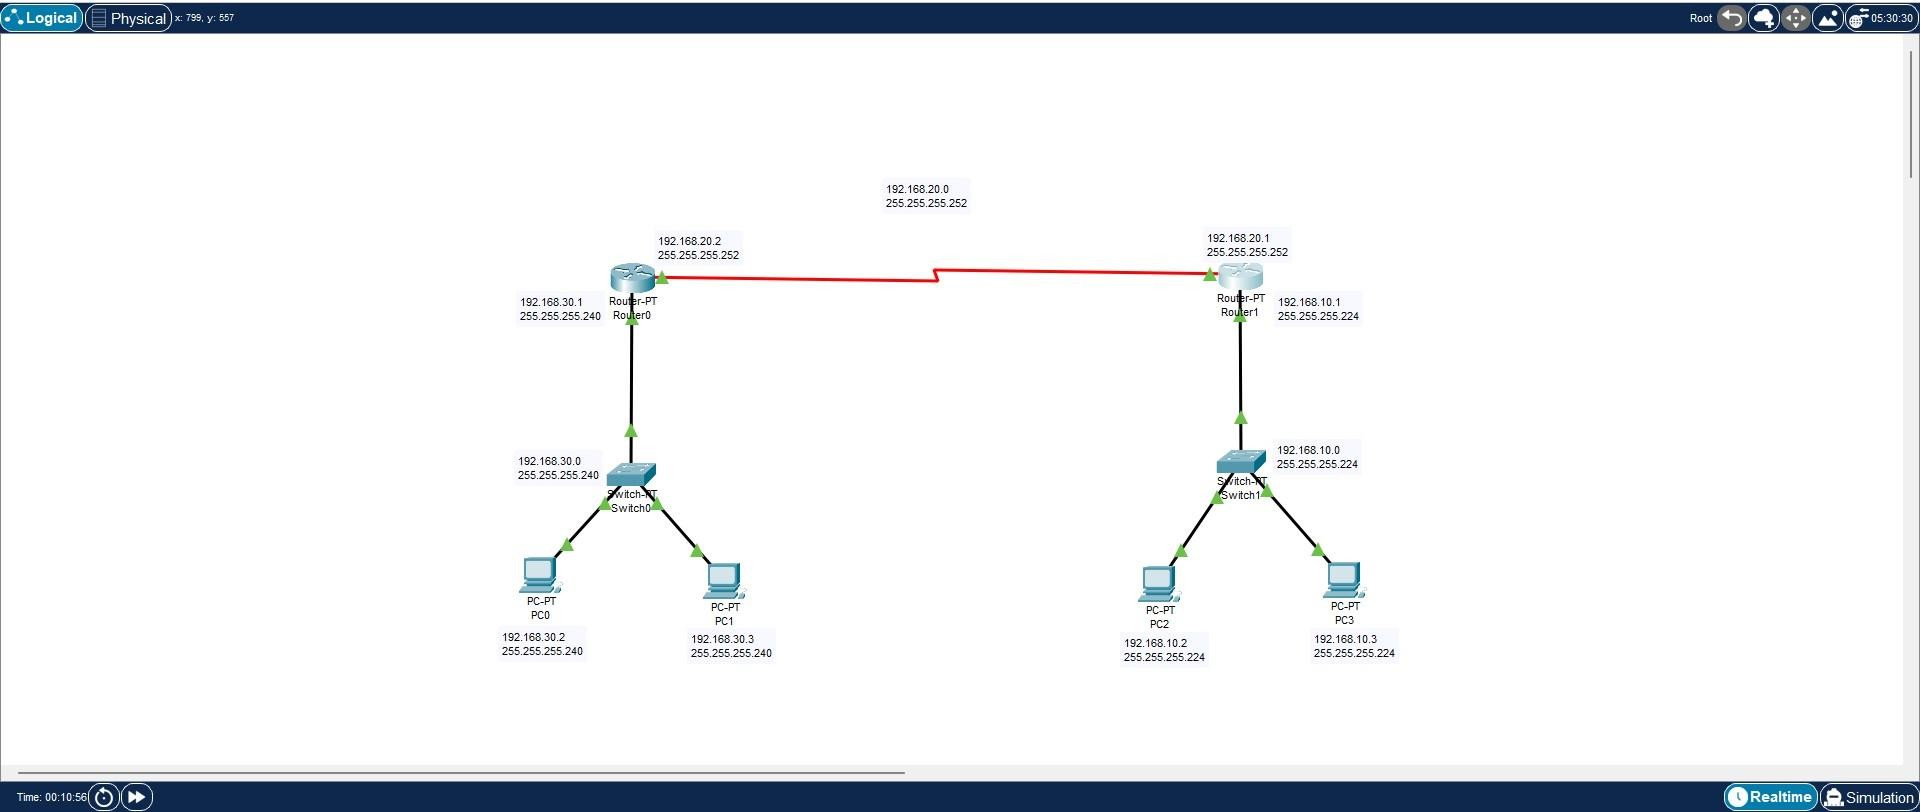 Logical
Physical
x: 799, y: 557
Root
05:30:30
192.168.20.0
255.255.255.252
192.168.20.2
255.255.255.252
192.168.20.1
255.255.255.252
192.168.30.1
255.255.255.240
Router-PT
Router0
Router-PT
Router1
192.168.10.1
255.255.255.224
192.168.30.0
255.255.255.240
Switch-PT
Switch0
192.168.10.0
255.255.255.224
Switch-PT
Switch1
PC-PT
PC0
192.168.30.2
255.255.255.240
PC-PT
PC1
192.168.30.3
255.255.255.240
PC-PT
PC2
192.168.10.2
255.255.255.224
PC-PT
PC3
192.168.10.3
255.255.255.224
Time: 00:10:56
Realtime
Simulation